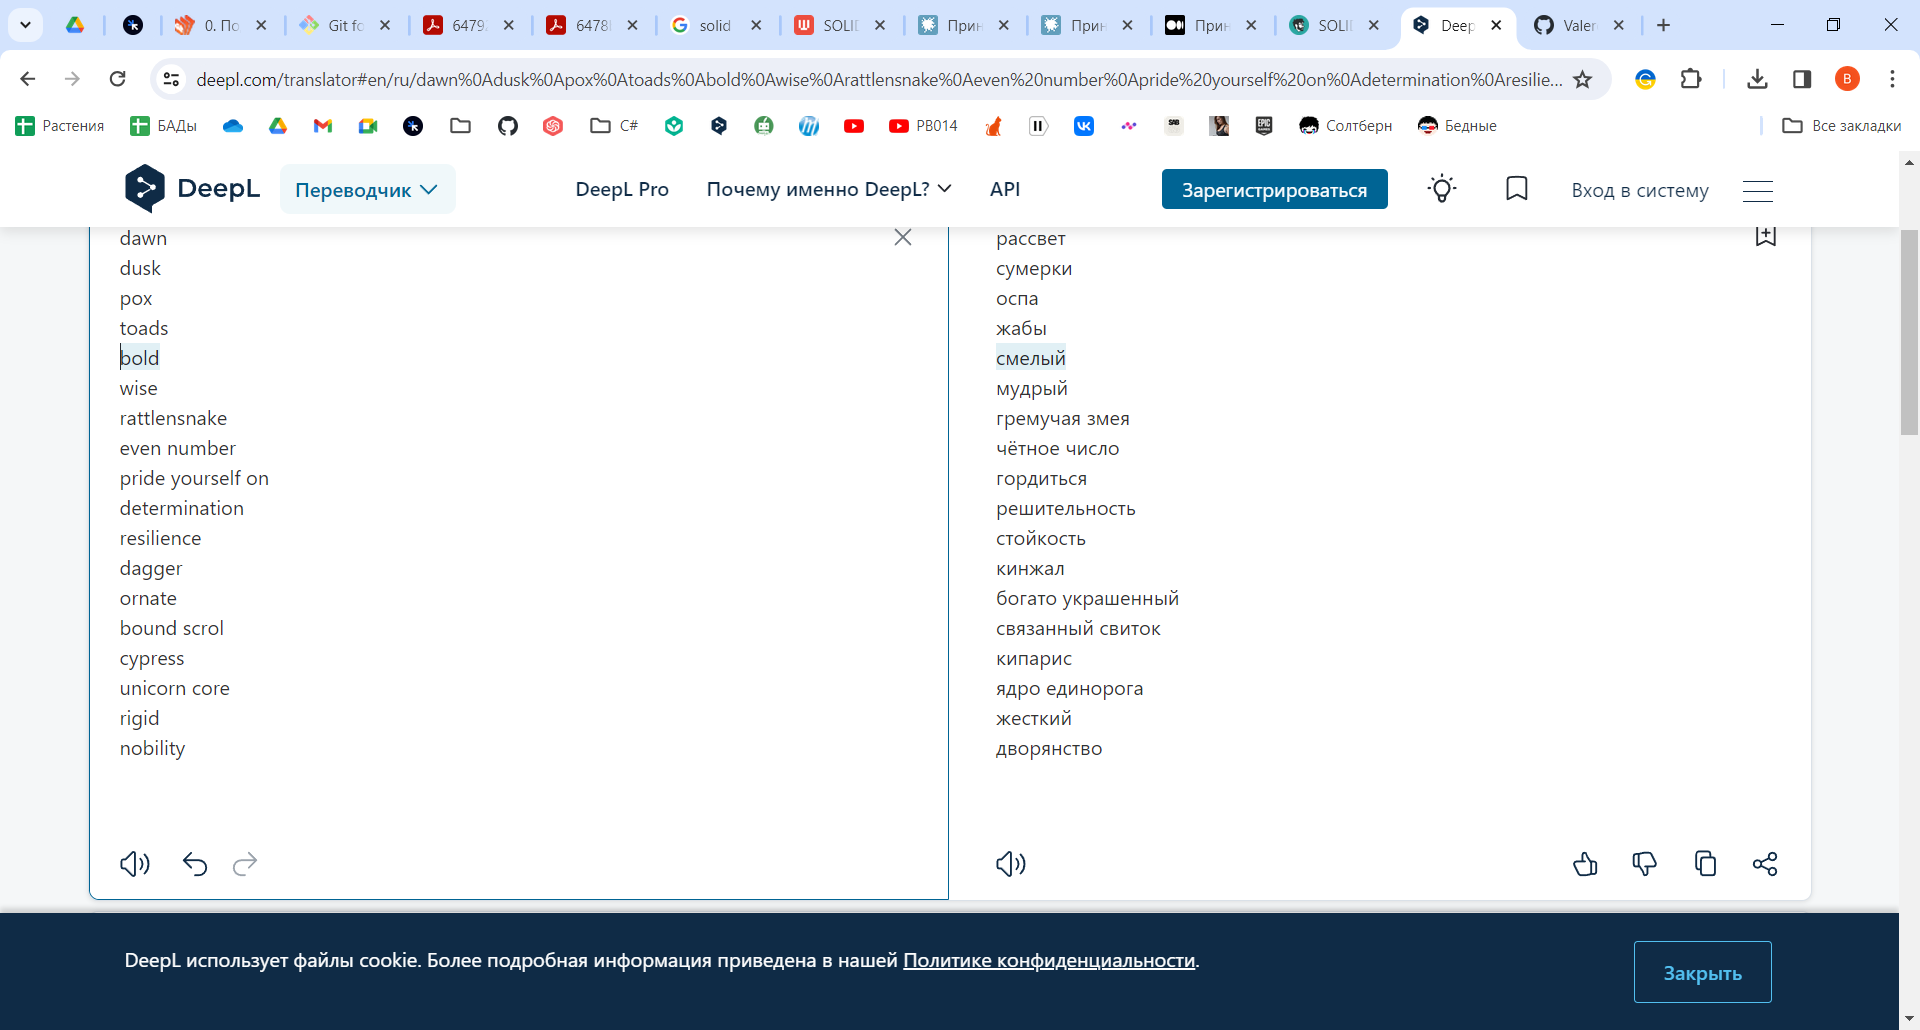 0. По
Git fo
6479.
6478
solid
SOLID
Прин
Прин
Прин
SOLI
Deep
Valer
deepl.com/translator#en/ru/dawn%0Adusk%0Apox%0Atoads%0Abold%0Awise%0Arattlensnake%0Aeven%20number%0Apride%20yourself%20on%0Adetermination%0Aresilie...
B
Растения
БАДы
C#
PB014
SAB
EPIC
Солтберн
Бедные
Все закладки
DeepL
Переводчик
DeepL Pro
Почему именно DeepL?
API
Зарегистрироваться
Вход в систему
dawn
dusk
pox
toads
bold
wise
rattlensnake
even number
pride yourself on
determination
resilience
dagger
ornate
bound scrol
cypress
unicorn core
rigid
nobility
рассвет
сумерки
оспа
жабы
смелый
мудрый
гремучая змея
чётное число
гордиться
решительность
стойкость
кинжал
богато украшенный
связанный свиток
кипарис
ядро единорога
жесткий
дворянство
DeepL использует файлы cookie. Более подробная информация приведена в нашей Политике конфиденциальности.
Закрыть